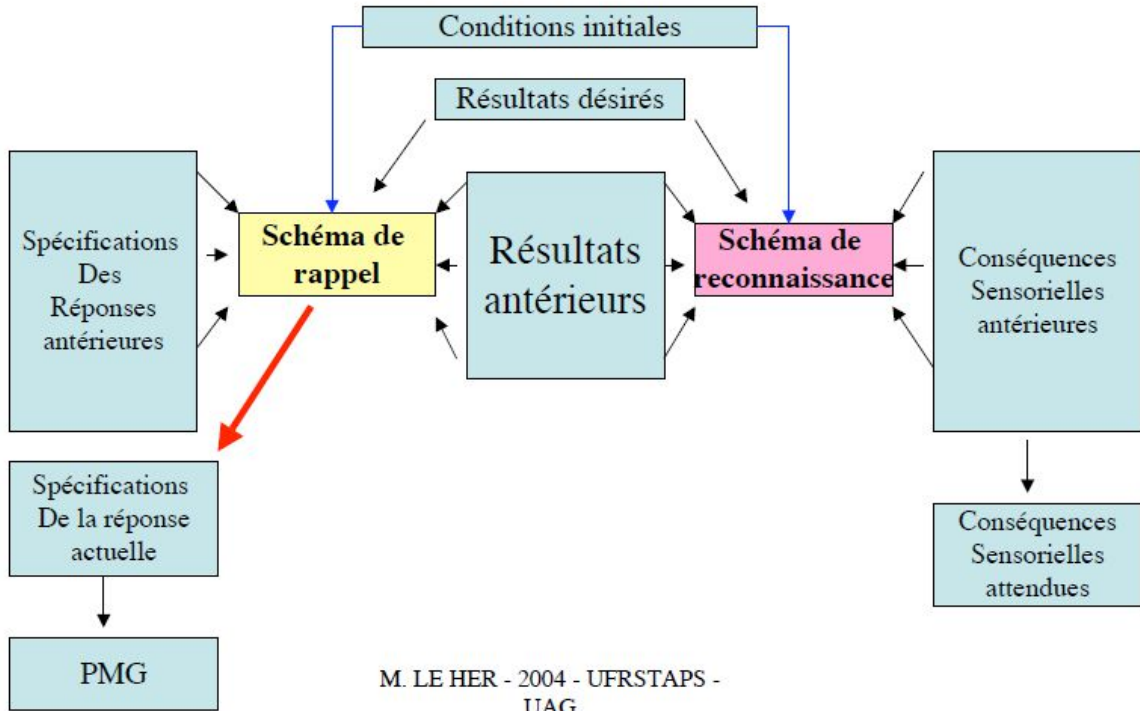 Conditions initiales
Résultats désirés
Spécifications
Des
Réponses
antérieures
Schéma de
rappel
Résultats
antérieurs
Schéma de
reconnaissance
Conséquences
Sensorielles
antérieures
Spécifications
De la réponse
actuelle
Conséquences
Sensorielles
attendues
PMG
M. LE HER - 2004 - UFRSTAPS -
UAG